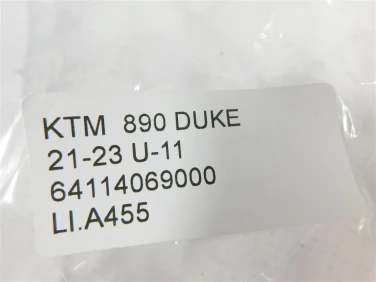 KTM 890 DUKE
21-23 U-11
64114069000
LI.A455